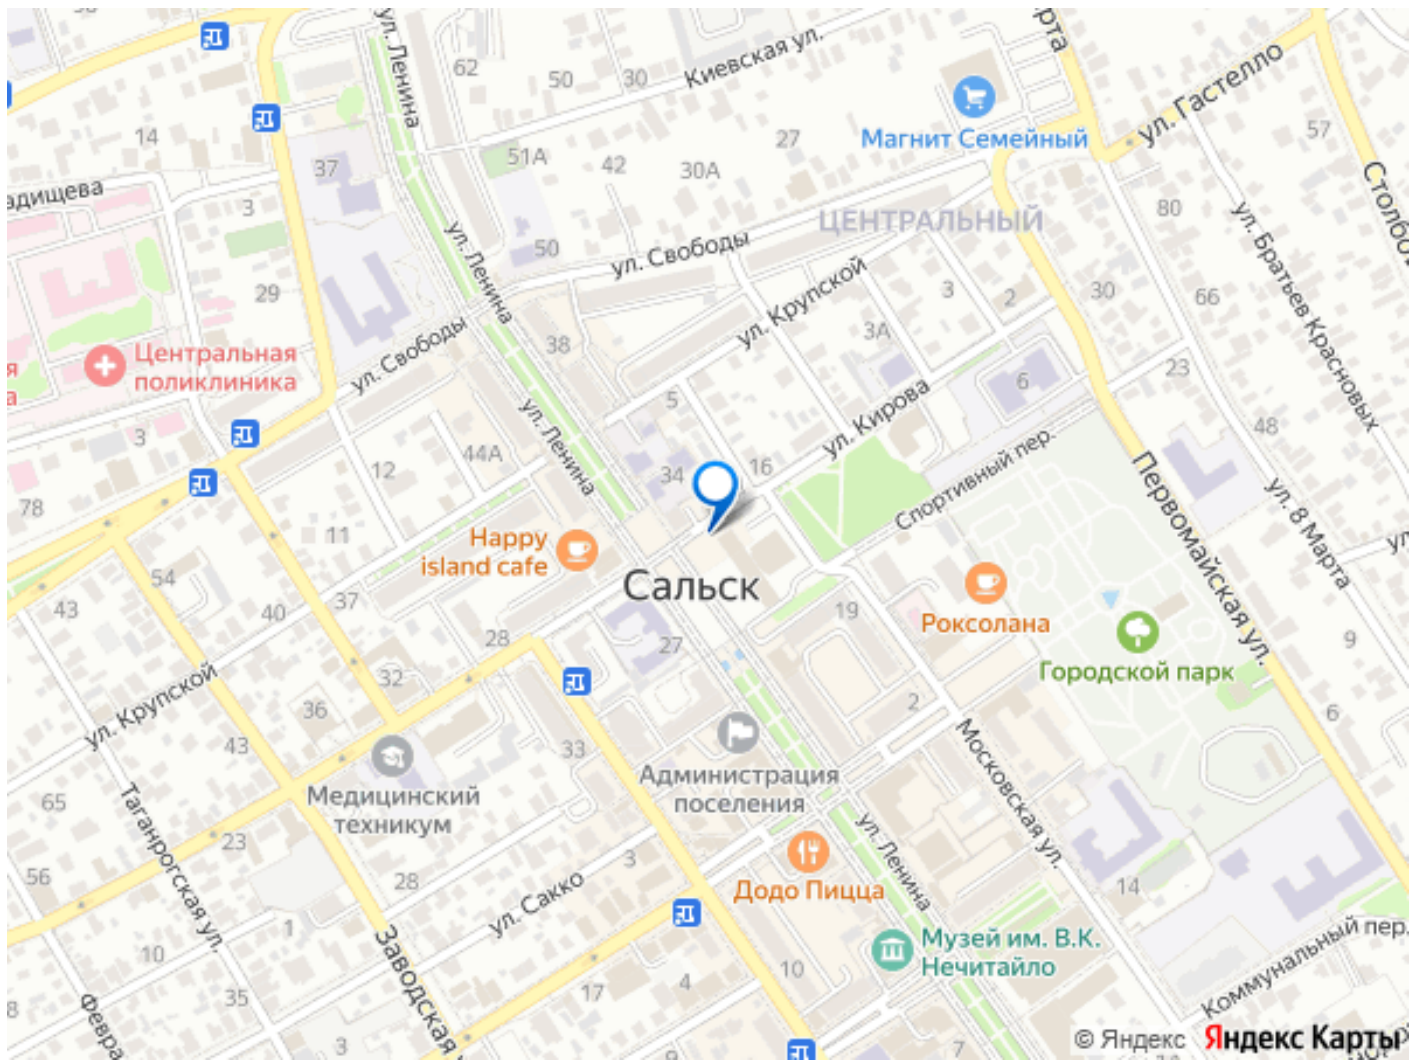 58
ул. Ленина
62
50
30
Киевская ул.
ул. Гастелло
57
Магнит Семейный
14
37
51А
42
30А
27
адищева
3
ул. Ленина
50
ул. Свободы
ЦЕНТРАЛЬНЫЙ
80
ул. Братьев Красновых
29
ул. Свободы
38
ул. Крупской
3А
3
2
30
66
Центральная
поликлиника
я
а
3
12
44А
ул. Ленина
5
34
16
ул. Кирова
6
23
48
78
11
Спортивный пер.
Первомайская ул.
ул. 8 Марта
Happy
island cafe
Сальск
54
43
40
37
28
27
19
Роксолана
Городской парк
9
6
ул. Крупской
32
36
43
33
2
Московская ул.
Администрация
поселения
Медицинский
техникум
65
Таганрогская ул.
23
56
28
3
Додо Пицца
ул. Ленина
14
ул. Сакко
1
10
Заводская
35
17
4
10
Музей им. В.К.
Нечитайло
Коммунальный пер.
8
Февра
3
7
© Яндекс Яндекс Карты